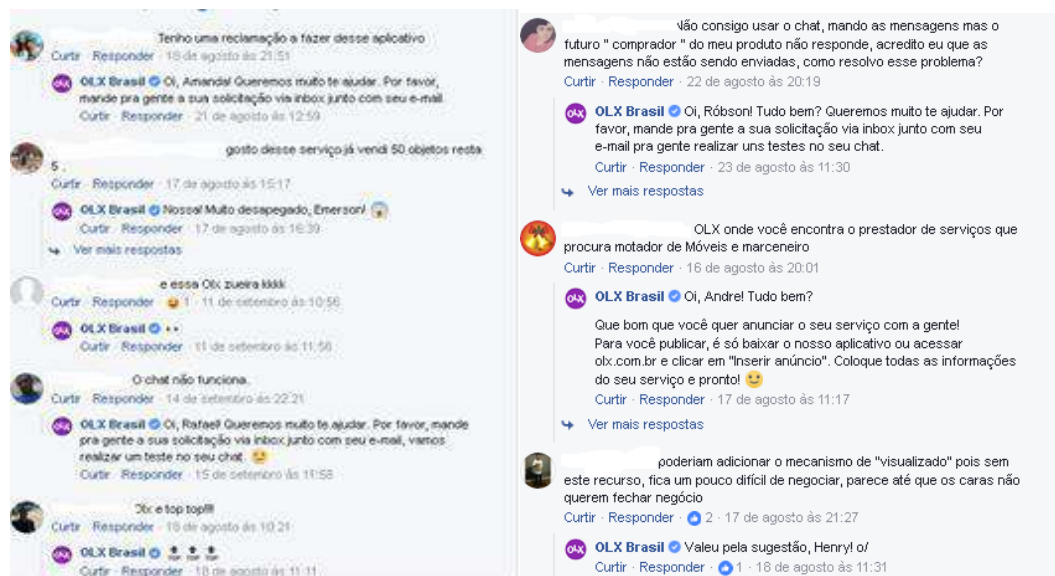 Tenho uma reclamação a fazer desse aplicativo
Curtir · Responder · 18 de agosto às 21:51
OLX Brasil Oi, Amanda! Queremos muito te ajudar. Por favor,
mande pra gente a sua solicitação via inbox junto com seu e-mail
Curtir · Responder · 21 de agosto às 12:59
gosto desse serviço já vendi 50 objetos resta
5 .
Curtir · Responder · 17 de agosto às 15:17
OLX Brasil Nossa! Muito desapegado, Emerson!
Curtir · Responder · 17 de agosto às 16:39
Ver mais respostas
e essa Olx zueira kkkk
Curtir · Responder · 1 · 11 de setembro às 10:56
OLX Brasil
Curtir · Responder · 11 de setembro às 11:56
O chat não funciona.
Curtir · Responder · 14 de setembro às 22:21
OLX Brasil Oi, Rafael! Queremos muito te ajudar. Por favor, mande
pra gente a sua solicitação via inbox junto com seu e-mail, vamos
realizar um teste no seu chat.
Curtir · Responder · 15 de setembro às 11:58
Olx e top top!!!
Curtir · Responder · 18 de agosto às 10:21
OLX Brasil
Curtir · Responder · 18 de agosto às 11:11
Não consigo usar o chat, mando as mensagens mas o
futuro " comprador " do meu produto não responde, acredito eu que as
mensagens não estão sendo enviadas, como resolvo esse problema?
Curtir · Responder · 22 de agosto às 20:19
OLX Brasil Oi, Róbson! Tudo bem? Queremos muito te ajudar. Por
favor, mande pra gente a sua solicitação via inbox junto com seu
e-mail pra gente realizar uns testes no seu chat.
Curtir · Responder · 23 de agosto às 11:30
Ver mais respostas
OLX onde você encontra o prestador de serviços que
procura motador de Móveis e marceneiro
Curtir · Responder · 16 de agosto às 20:01
OLX Brasil Oi, Andre! Tudo bem?
Que bom que você quer anunciar o seu serviço com a gente!
Para você publicar, é só baixar o nosso aplicativo ou acessar
olx.com.br e clicar em "Inserir anúncio". Coloque todas as informações
do seu serviço e pronto!
Curtir · Responder · 17 de agosto às 11:17
Ver mais respostas
poderiam adicionar o mecanismo de "visualizado" pois sem
este recurso, fica um pouco difícil de negociar, parece até que os caras não
querem fechar negócio
Curtir · Responder · 2 · 17 de agosto às 21:27
OLX Brasil Valeu pela sugestão, Henry! o/
Curtir · Responder · 1 · 18 de agosto às 11:31